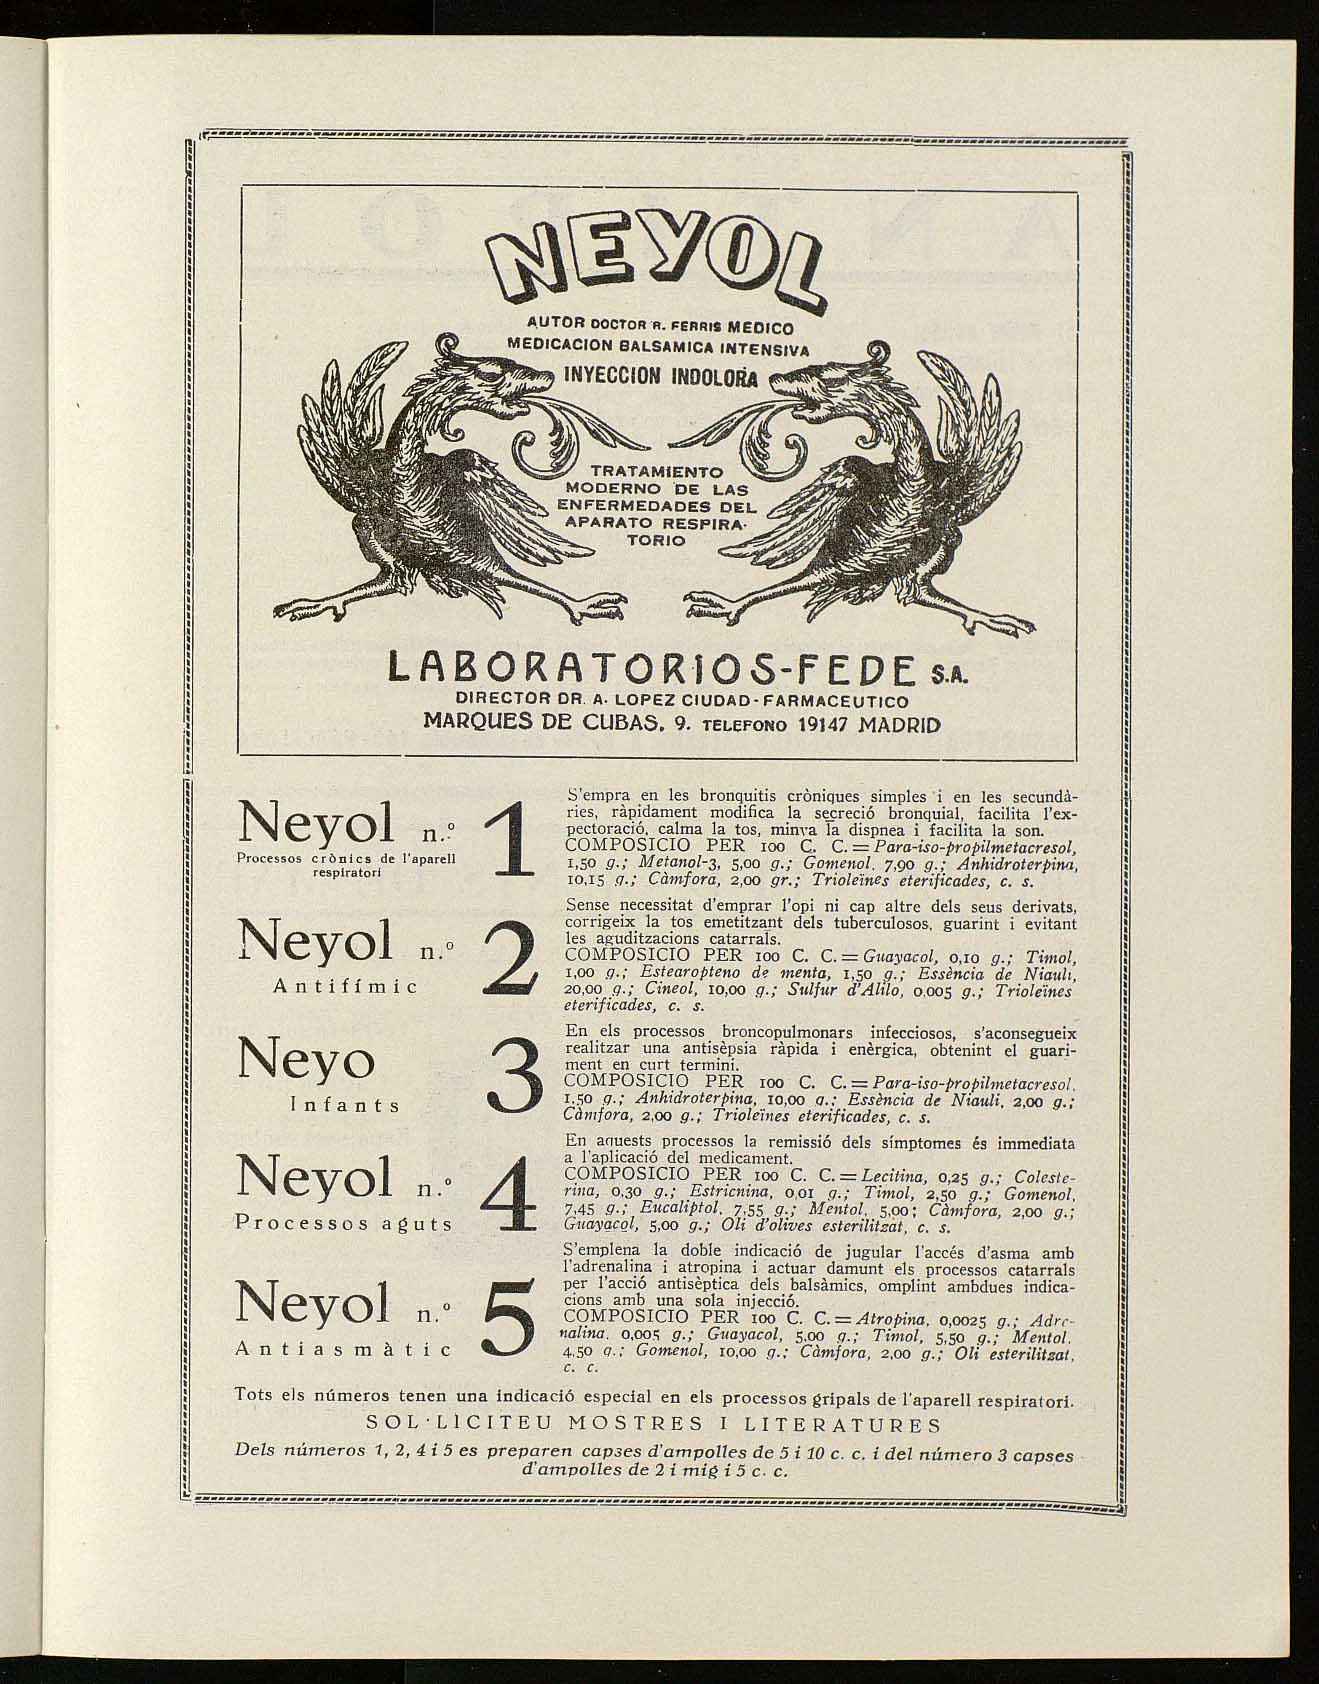 NEYOL
AUTOR DOCTOR R. FERRIS MEDICO
MEDICACION BALSAMICA INTENSIVA
INYECCION INDOLORA
TRATAMIENTO
MODERNO DE LAS
ENFERMEDADES DEL
APARATO RESPIRA-
TORIO
LABORATORIOS-FEDE S.A.
DIRECTOR DR. A. LOPEZ CIUDAD-FARMACEUTICO
MARQUES DE CUBAS, 9. TELEFONO 19147 MADRID
Neyol n.º 1
Processos crònics de l'aparell
respiratori
S'empra en les bronquitis cròniques simples i en les secundà-
ries, ràpidament modifica la secreció bronquial, facilita l'ex-
pectoració, calma la tos, minva la dispnea i facilita la son.
COMPOSICIO PER 100 C. C. = Para-iso-propilmetacresol,
1,50 g.; Metanol-3, 5,00 g.; Gomenol, 7,90 g.; Anhidroterpina,
10,15 g.; Càmfora, 2,00 gr.; Trioleïnes eterificades, c. s.
Neyol n.º 2
Antifímic
Sense necessitat d'emprar l'opi ni cap altre dels seus derivats,
corrigeix la tos emetitzant dels tuberculosos, guarint i evitant
les aguditzacions catarrals.
COMPOSICIO PER 100 C. C. = Guayacol, 0,10 g.; Timol,
1,00 g.; Estearopteno de menta, 1,50 g.; Essència de Niauli,
20,00 g.; Cineol, 10,00 g.; Sulfur d'Alilo, 0,005 g.; Trioleïnes
eterificades, c. s.
Neyo 3
Infants
En els processos broncopulmonars infecciosos, s'aconsegueix
realitzar una antisèpsia ràpida i enèrgica, obtenint el guari-
ment en curt termini.
COMPOSICIO PER 100 C. C. = Para-iso-propilmetacresol,
1,50 g.; Anhidroterpina, 10,00 g.; Essència de Niauli, 2,00 g.;
Càmfora, 2,00 g.; Trioleïnes eterificades, c. s.
Neyol n.º 4
Processos aguts
En aquests processos la remissió dels símptomes és immediata
a l'aplicació del medicament.
COMPOSICIO PER 100 C. C. = Lecitina, 0,25 g.; Coleste-
rina, 0,30 g.; Estricnina, 0,01 g.; Timol, 2,50 g.; Gomenol,
7,45 g.; Eucaliptol, 7,55 g.; Mentol, 5,00; Càmfora, 2,00 g.;
Guayacol, 5,00 g.; Oli d'olives esterilitzat, c. s.
Neyol n.º 5
Antiasmàtic
S'emplena la doble indicació de jugular l'accés d'asma amb
l'adrenalina i atropina i actuar damunt els processos catarrals
per l'acció antisèptica dels balsàmics, omplint ambdues indica-
cions amb una sola injecció.
COMPOSICIO PER 100 C. C. = Atropina, 0,0025 g.; Adre-
nalina, 0,005 g.; Guayacol, 5,00 g.; Timol, 5,50 g.; Mentol,
4,50 g.; Gomenol, 10,00 g.; Càmfora, 2,00 g.; Oli esterilitzat,
c. c.
Tots els números tenen una indicació especial en els processos gripals de l'aparell respiratori.
SOL·LICITEU MOSTRES I LITERATURES
Dels números 1, 2, 4 i 5 es preparen capses d'ampolles de 5 i 10 c. c. i del número 3 capses
d'ampolles de 2 i mig i 5 c. c.